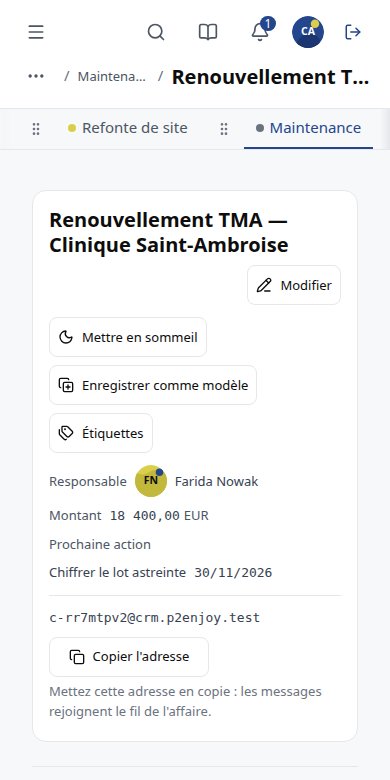 1
CA
/ Maintena... / Renouvellement T...
Refonte de site
Maintenance
Renouvellement TMA —
Clinique Saint-Ambroise
Modifier
Mettre en sommeil
Enregistrer comme modèle
Étiquettes
Responsable FN Farida Nowak
Montant 18 400,00 EUR
Prochaine action
Chiffrer le lot astreinte 30/11/2026
c-rr7mtpv2@crm.p2enjoy.test
Copier l'adresse
Mettez cette adresse en copie : les messages
rejoignent le fil de l'affaire.